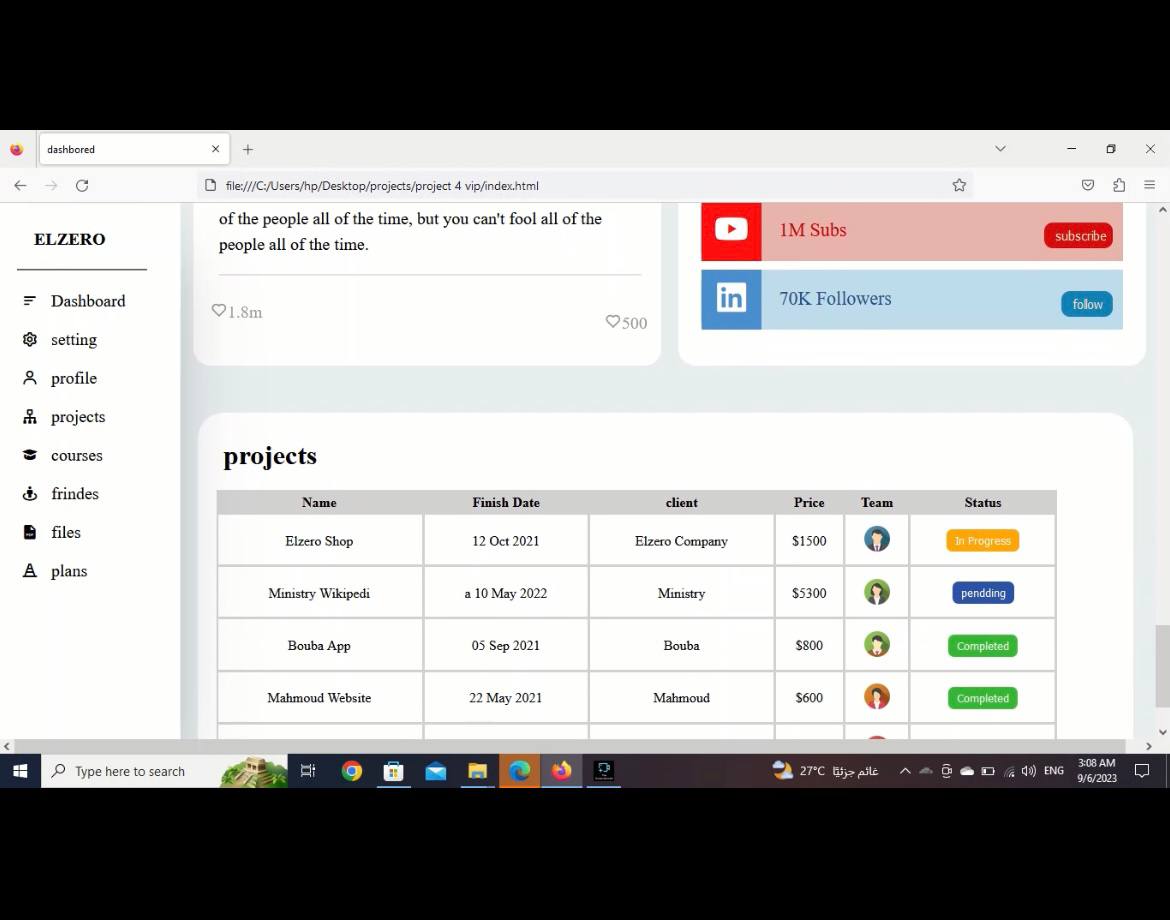 dashbored
file:///C:/Users/hp/Desktop/projects/project 4 vip/index.html
ELZERO
Dashboard
setting
profile
projects
courses
frindes
files
plans
of the people all of the time, but you can't fool all of the
people all of the time.
1.8m
500
1M Subs
subscribe
in
70K Followers
follow
projects
Name Finish Date client Price Team Status
Elzero Shop 12 Oct 2021 Elzero Company $1500 In Progress
Ministry Wikipedi a 10 May 2022 Ministry $5300 pendding
Bouba App 05 Sep 2021 Bouba $800 Completed
Mahmoud Website 22 May 2021 Mahmoud $600 Completed
Type here to search
27°C غائم جزئيًا
ENG
3:08 AM
9/6/2023